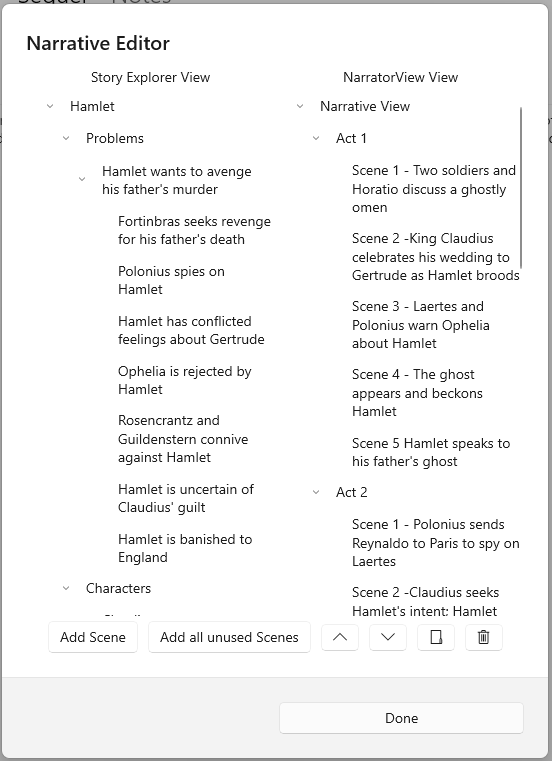 Narrative Editor
Story Explorer View
Hamlet
Problems
Hamlet wants to avenge
his father's murder
Fortinbras seeks revenge
for his father's death
Polonius spies on
Hamlet
Hamlet has conflicted
feelings about Gertrude
Ophelia is rejected by
Hamlet
Rosencrantz and
Guildenstern connive
against Hamlet
Hamlet is uncertain of
Claudius' guilt
Hamlet is banished to
England
Characters
NarratorView View
Narrative View
Act 1
Scene 1 - Two soldiers and
Horatio discuss a ghostly
omen
Scene 2 -King Claudius
celebrates his wedding to
Gertrude as Hamlet broods
Scene 3 - Laertes and
Polonius warn Ophelia
about Hamlet
Scene 4 - The ghost
appears and beckons
Hamlet
Scene 5 Hamlet speaks to
his father's ghost
Act 2
Scene 1 - Polonius sends
Reynaldo to Paris to spy on
Laertes
Scene 2 -Claudius seeks
Hamlet's intent; Hamlet
Add Scene
Add all unused Scenes
Done